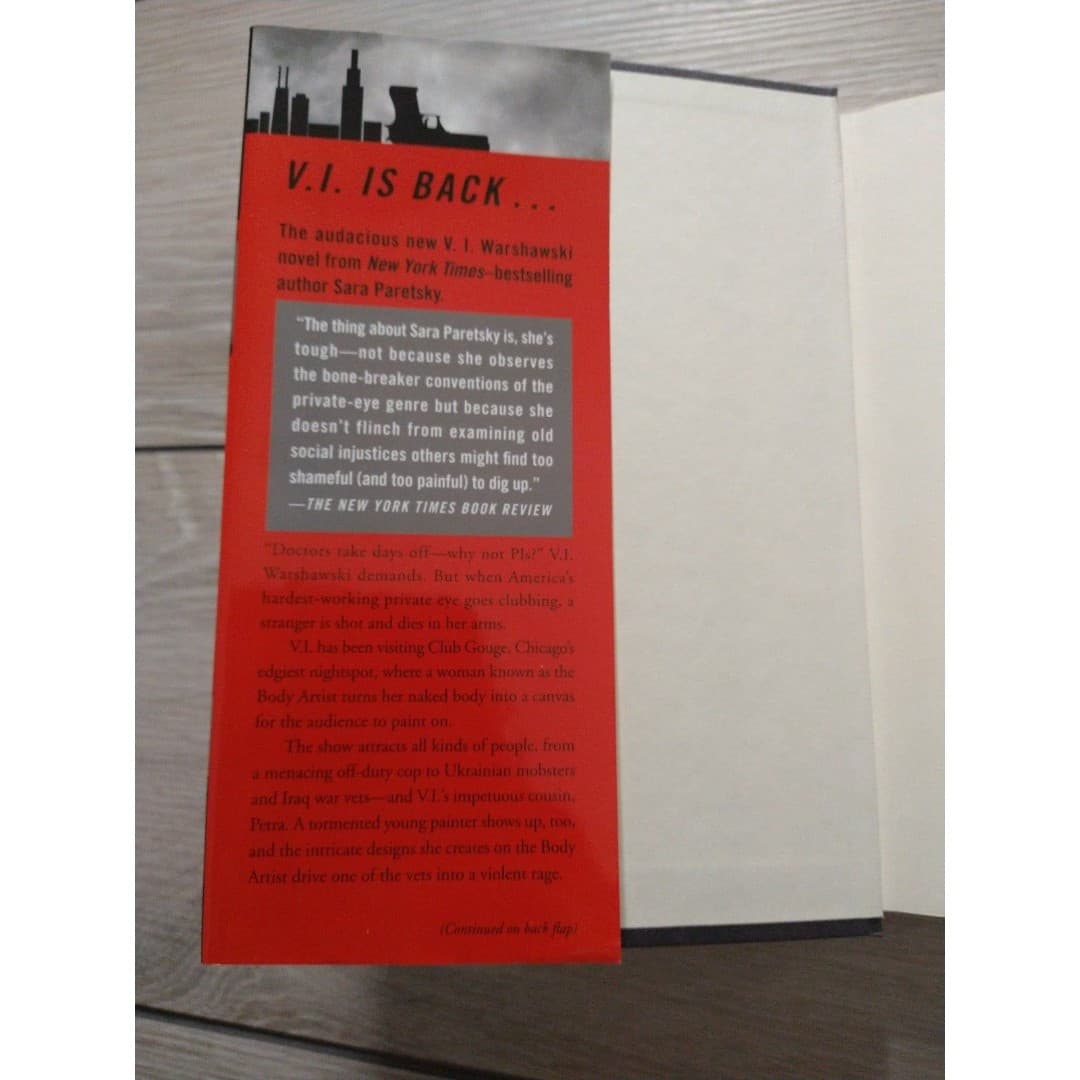 V.I. IS BACK...
The audacious new V. I. Warshawski
novel from New York Times–bestselling
author Sara Paretsky.
“The thing about Sara Paretsky is, she’s
tough—not because she observes
the bone-breaker conventions of the
private-eye genre but because she
doesn’t flinch from examining old
social injustices others might find too
shameful (and too painful) to dig up.”
—THE NEW YORK TIMES BOOK REVIEW
“Doctors take days off—why not PIs?” V.I.
Warshawski demands. But when America’s
hardest-working private eye goes clubbing, a
stranger is shot and dies in her arms.
V.I. has been visiting Club Gouge, Chicago’s
edgiest nightspot, where a woman known as the
Body Artist turns her naked body into a canvas
for the audience to paint on.
The show attracts all kinds of people, from
a menacing off-duty cop to Ukrainian mobsters
and Iraq war vets—and V.I.’s impetuous cousin,
Petra. A tormented young painter shows up, too,
and the intricate designs she creates on the Body
Artist drive one of the vets into a violent rage.
(Continued on back flap)